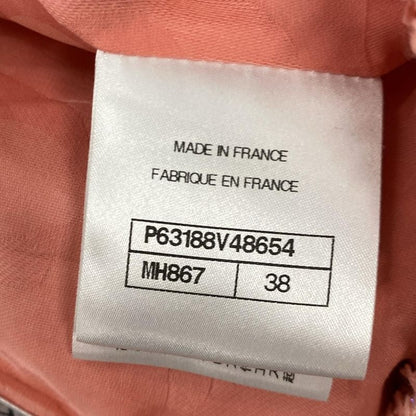 MADE IN FRANCE
FABRIQUE EN FRANCE
P63188V48654
MH867 38